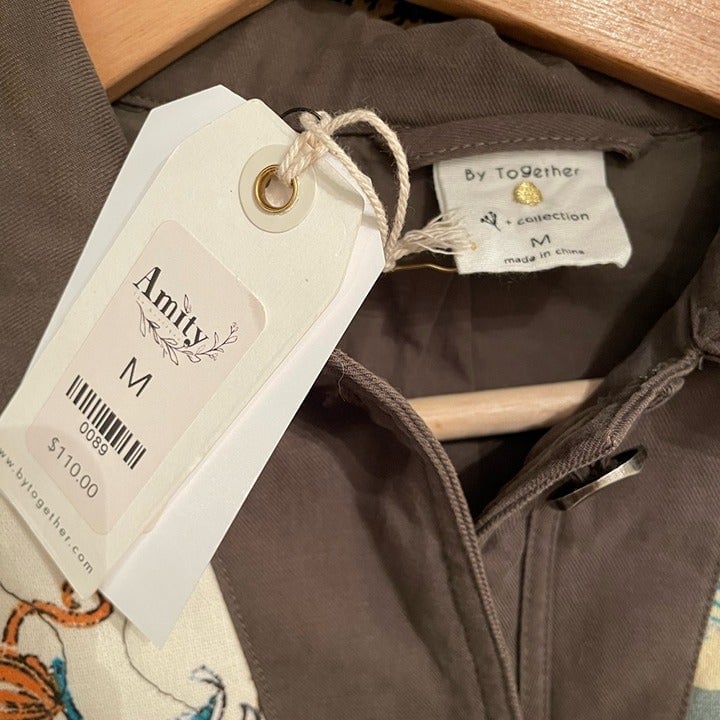 Amity
M
0089
$110.00
www.bytogether.com
By Together
+ collection
M
made in china